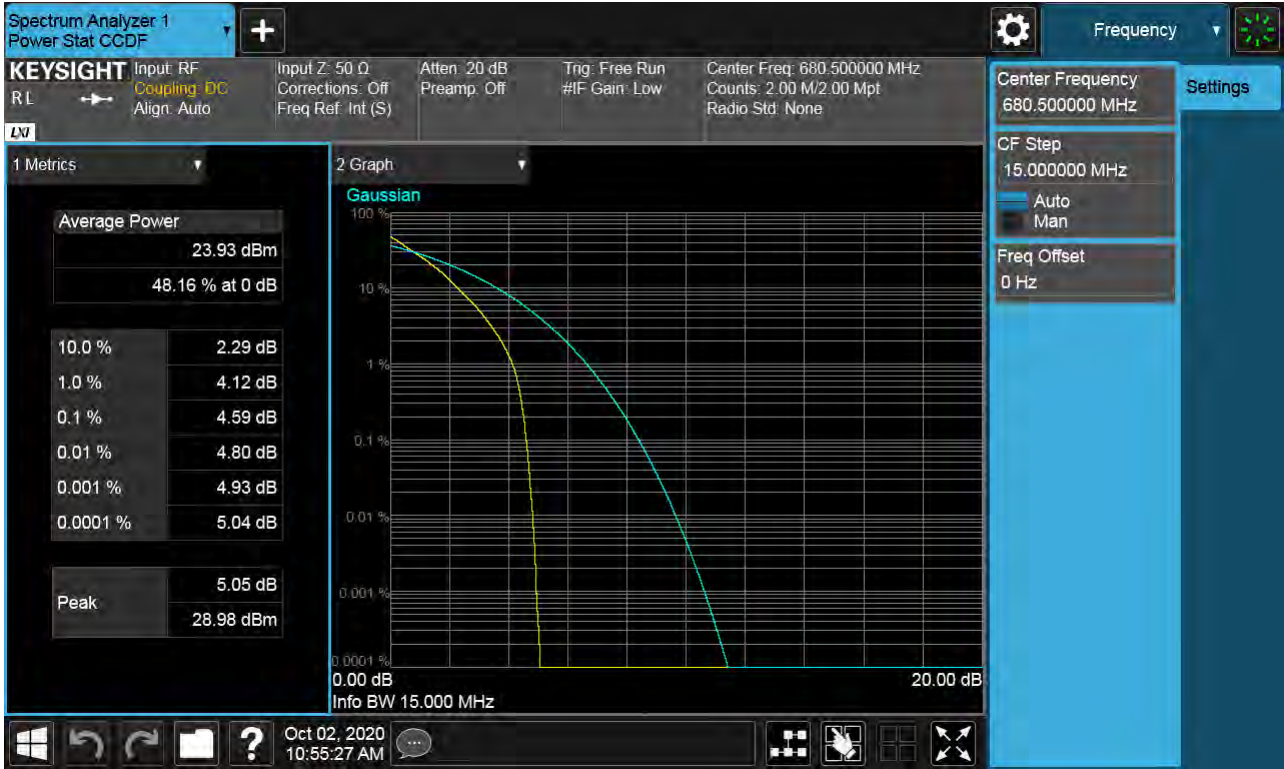 Spectrum Analyzer 1
Power Stat CCDF
Frequency
KEYSIGHT
R L
LXI
Input: RF
Coupling: DC
Align: Auto
Input Z: 50 Ω
Corrections: Off
Freq Ref: Int (S)
Atten: 20 dB
Preamp: Off
Trig: Free Run
#IF Gain: Low
Center Freq: 680.500000 MHz
Counts: 2.00 M/2.00 Mpt
Radio Std: None
Center Frequency
680.500000 MHz
Settings
CF Step
15.000000 MHz
Auto
Man
Freq Offset
0 Hz
1 Metrics
Average Power
23.93 dBm
48.16 % at 0 dB
10.0 % 2.29 dB
1.0 % 4.12 dB
0.1 % 4.59 dB
0.01 % 4.80 dB
0.001 % 4.93 dB
0.0001 % 5.04 dB
Peak
5.05 dB
28.98 dBm
2 Graph
Gaussian
100 %
10 %
1 %
0.1 %
0.01 %
0.001 %
0.0001 %
0.00 dB
20.00 dB
Info BW 15.000 MHz
?
Oct 02, 2020
10:55:27 AM